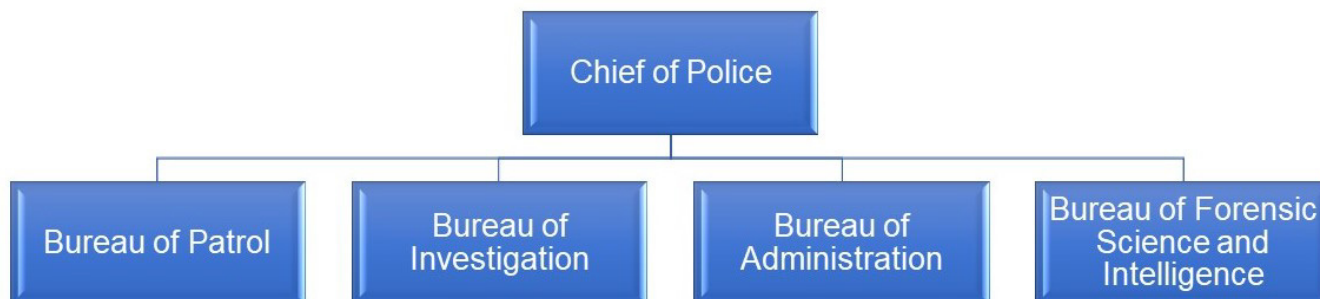 Chief of Police
Bureau of Patrol
Bureau of
Investigation
Bureau of
Administration
Bureau of Forensic
Science and
Intelligence